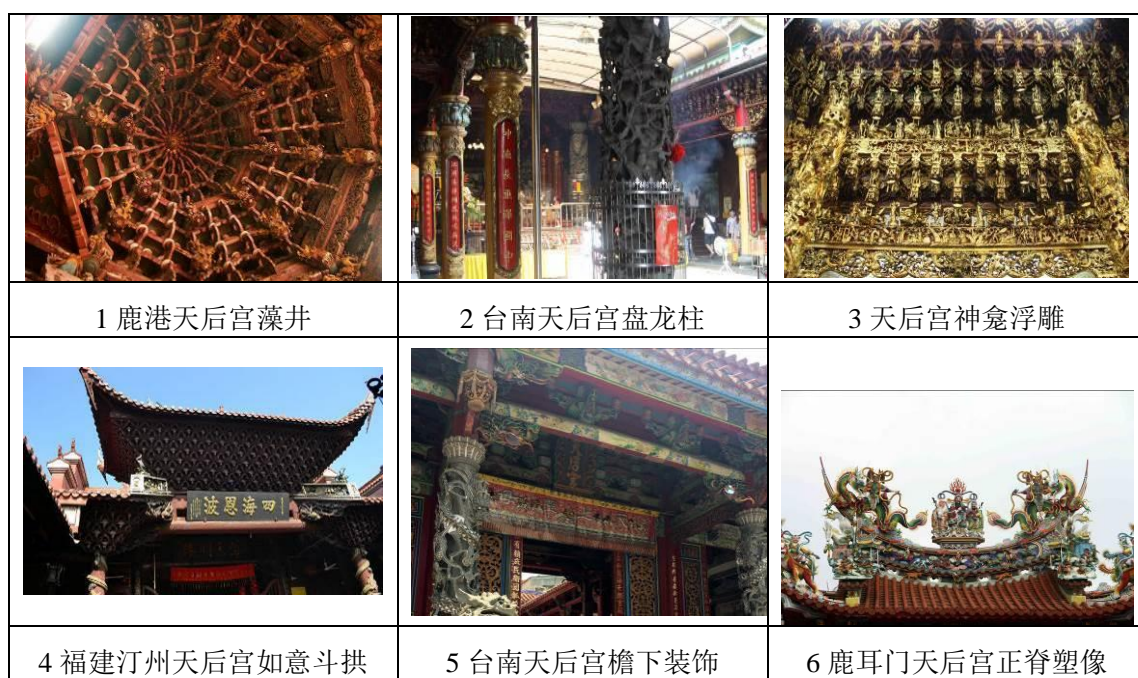 1 鹿港天后宫藻井
2 台南天后宫盘龙柱
3 天后宫神龛浮雕
四海恩波
4 福建汀州天后宫如意斗拱
5 台南天后宫檐下装饰
6 鹿耳门天后宫正脊塑像